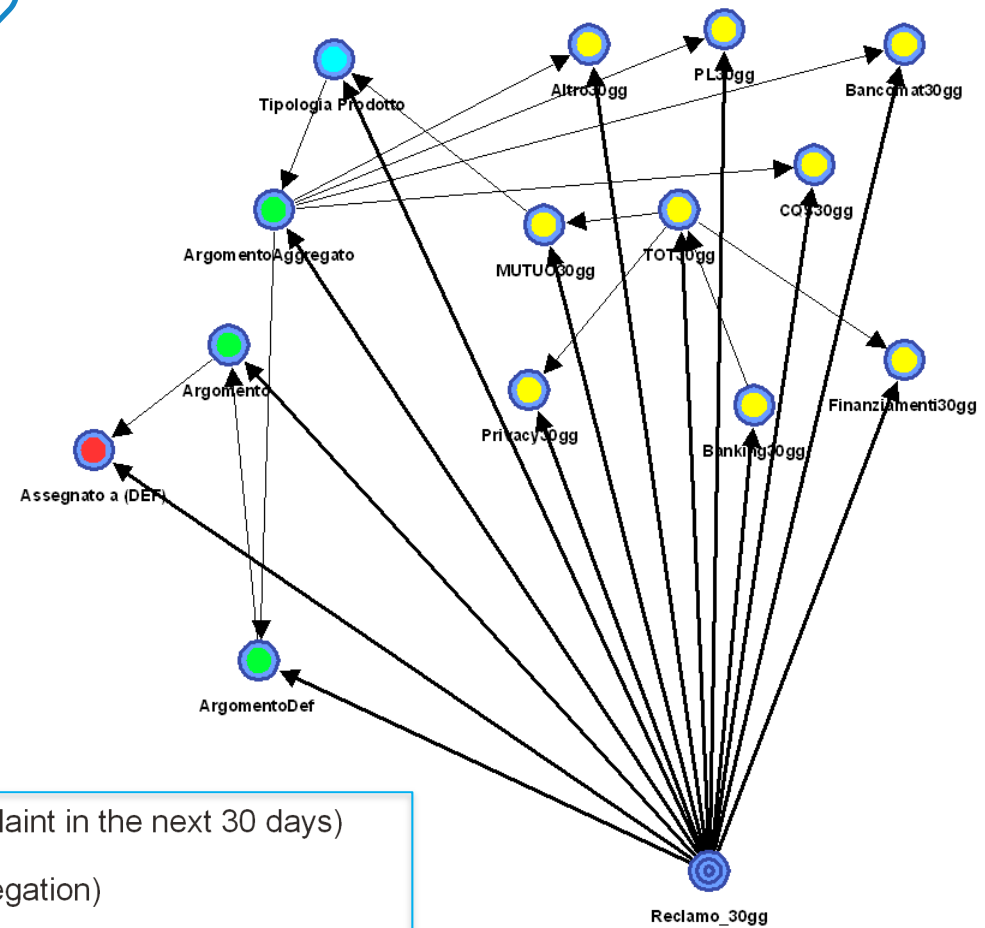 PL30gg
Altro30gg
Bancomat30gg
Tipologia Prodotto
CQS30gg
ArgomentoAggregato
TOT30gg
MUTUO30gg
Argomento
Finanziamenti30gg
Privacy30gg
Banking30gg
Assegnato a (DEF)
ArgomentoDef
laint in the next 30 days)
egation)
Reclamo_30gg